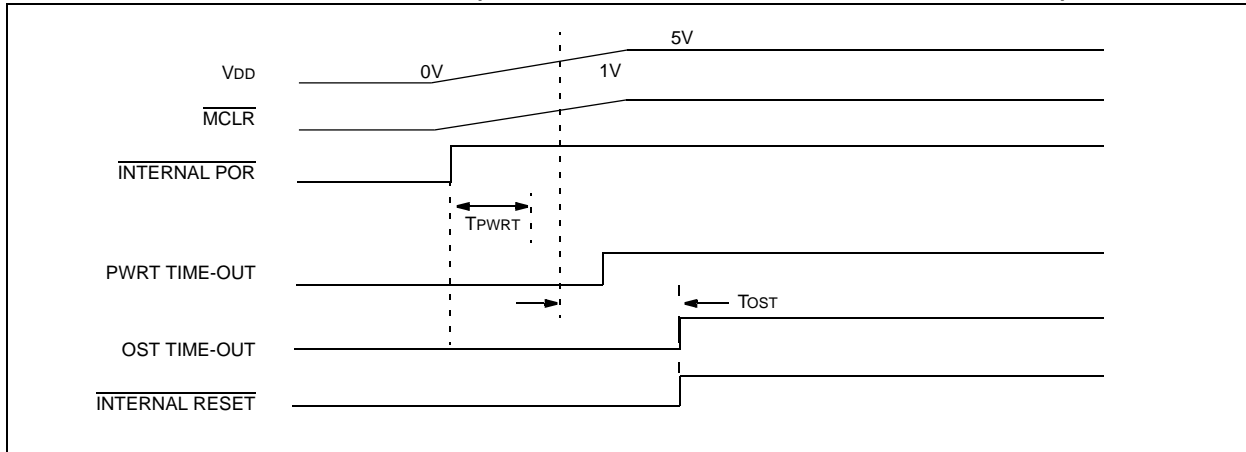 5V
VDD 0V 1V
MCLR
INTERNAL POR
TPWRT
PWRT TIME-OUT
TOST
OST TIME-OUT
INTERNAL RESET